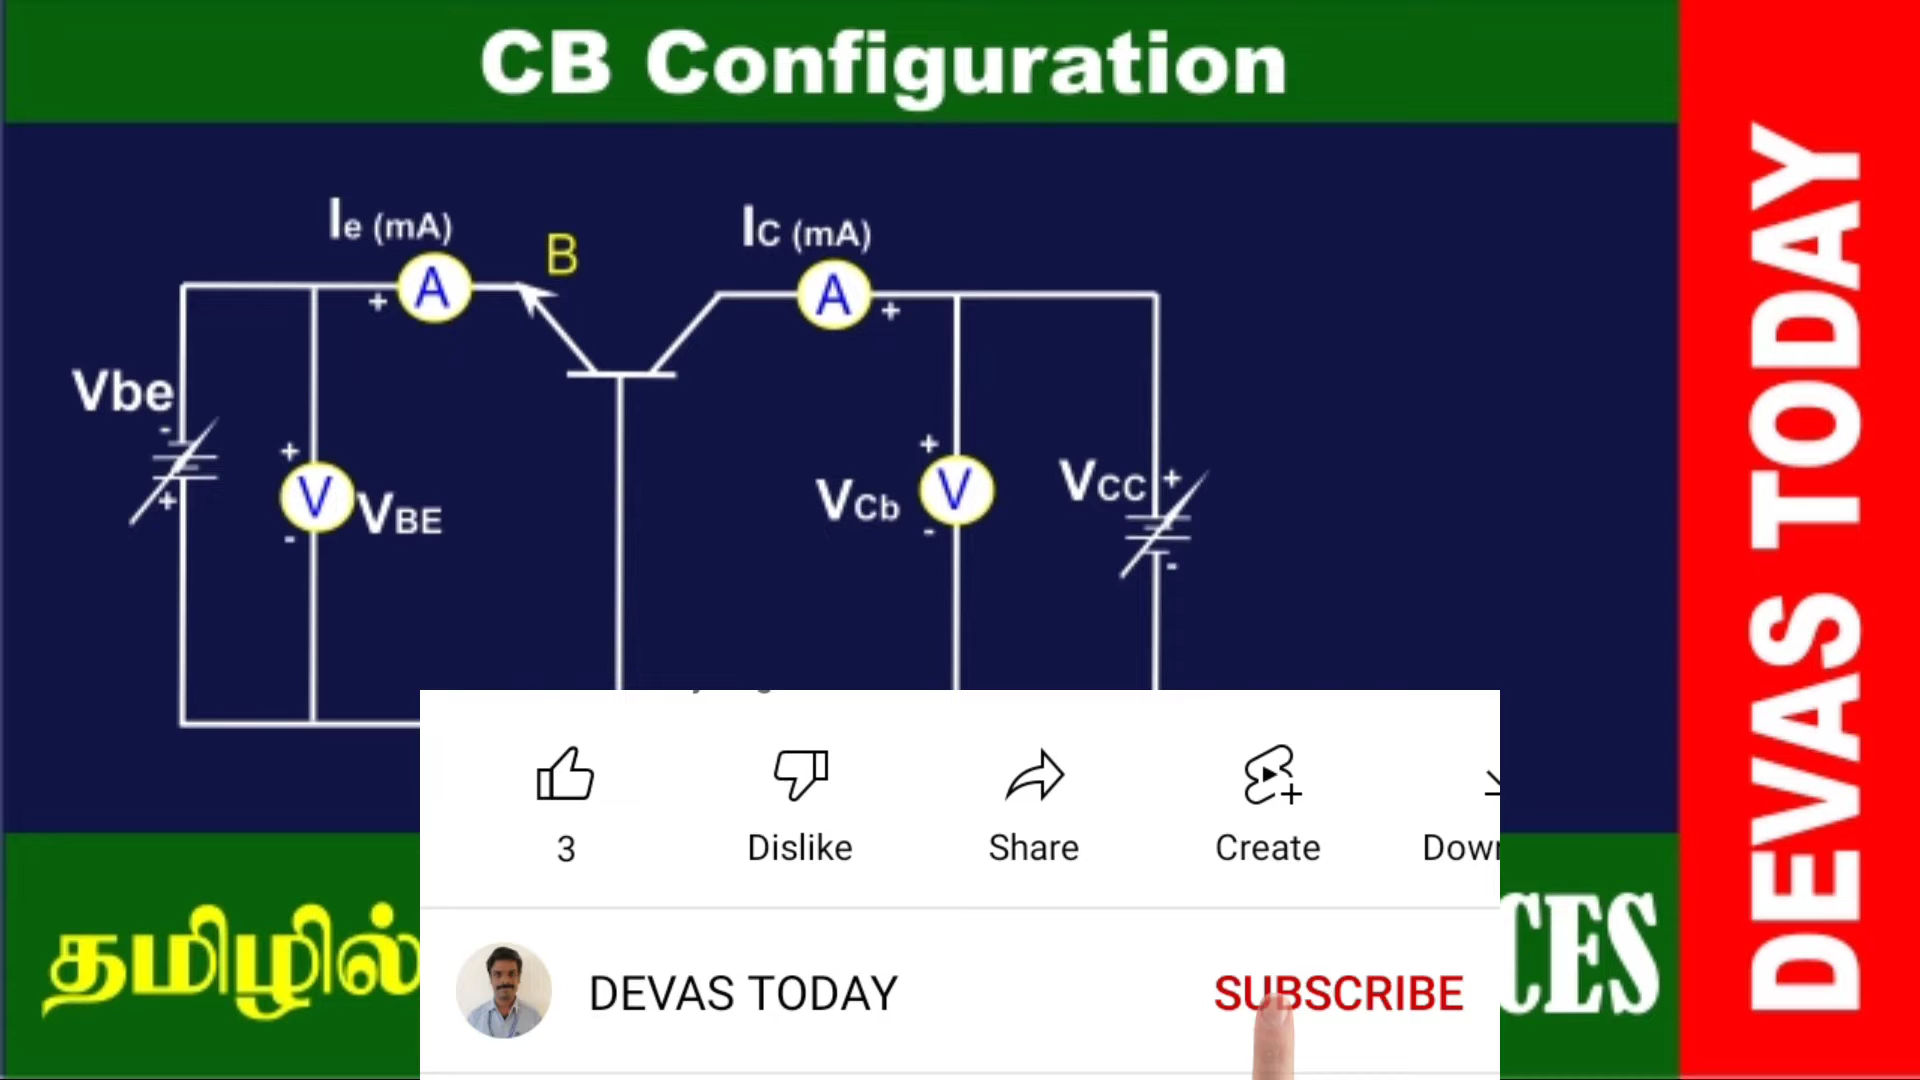 CB Configuration
Ie (mA)
B
IC (mA)
A
A
+
+
Vbe
-
+
+
V
VBE
-
+
VCb
V
-
VCC
+
-
3
Dislike
Share
Create
தமிழில்
DEVAS TODAY
SUBSCRIBE
DEVAS TODAY